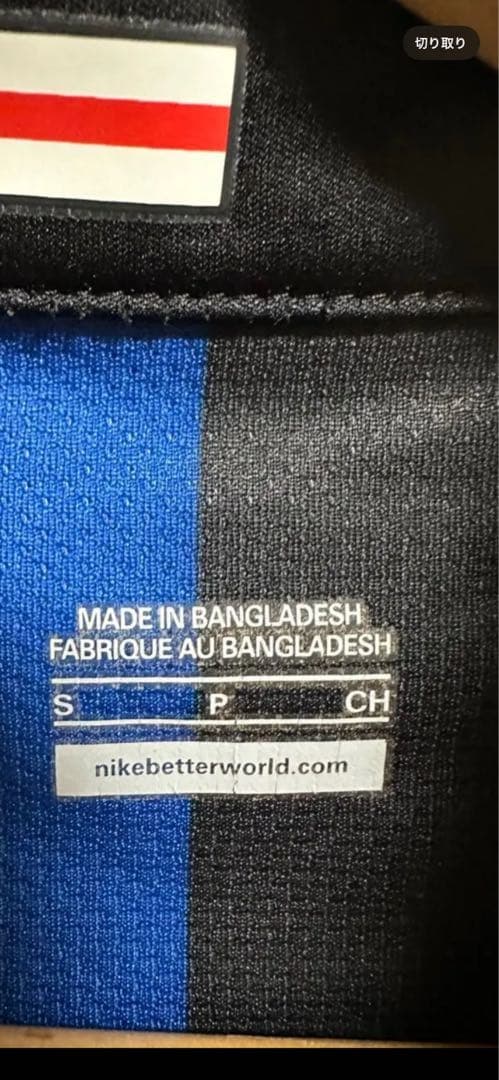 切り取り
MADE IN BANGLADESH
FABRIQUE AU BANGLADESH
S P CH
nikebetterworld.com